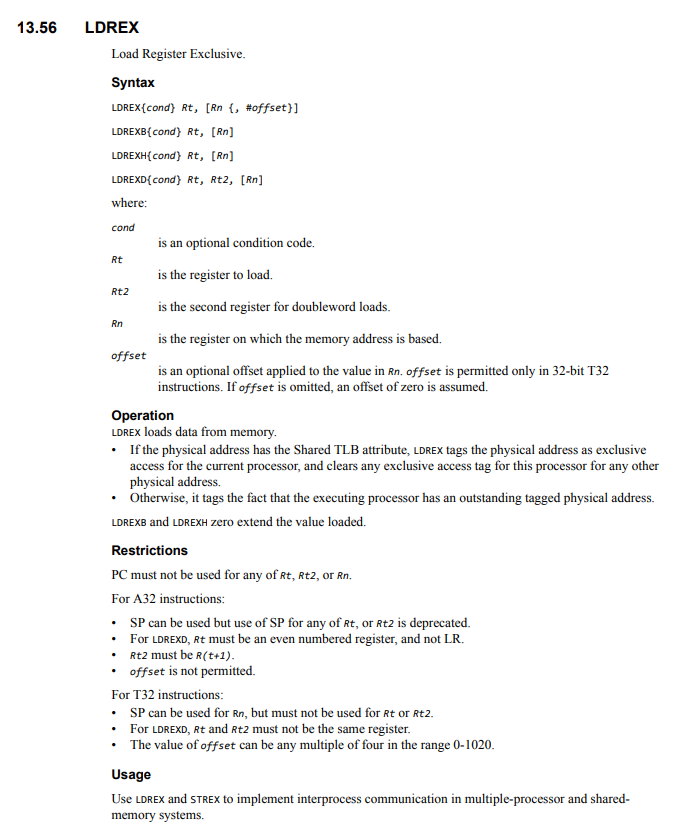 13.56 LDREX
Load Register Exclusive.
Syntax
LDREX{cond} Rt, [Rn {, #offset}]
LDREXB{cond} Rt, [Rn]
LDREXH{cond} Rt, [Rn]
LDREXD{cond} Rt, Rt2, [Rn]
where:
cond
is an optional condition code.
Rt
is the register to load.
Rt2
is the second register for doubleword loads.
Rn
is the register on which the memory address is based.
offset
is an optional offset applied to the value in Rn. offset is permitted only in 32-bit T32
instructions. If offset is omitted, an offset of zero is assumed.
Operation
LDREX loads data from memory.
• If the physical address has the Shared TLB attribute, LDREX tags the physical address as exclusive
access for the current processor, and clears any exclusive access tag for this processor for any other
physical address.
• Otherwise, it tags the fact that the executing processor has an outstanding tagged physical address.
LDREXB and LDREXH zero extend the value loaded.
Restrictions
PC must not be used for any of Rt, Rt2, or Rn.
For A32 instructions:
• SP can be used but use of SP for any of Rt, or Rt2 is deprecated.
• For LDREXD, Rt must be an even numbered register, and not LR.
• Rt2 must be R(t+1).
• offset is not permitted.
For T32 instructions:
• SP can be used for Rn, but must not be used for Rt or Rt2.
• For LDREXD, Rt and Rt2 must not be the same register.
• The value of offset can be any multiple of four in the range 0-1020.
Usage
Use LDREX and STREX to implement interprocess communication in multiple-processor and shared-
memory systems.